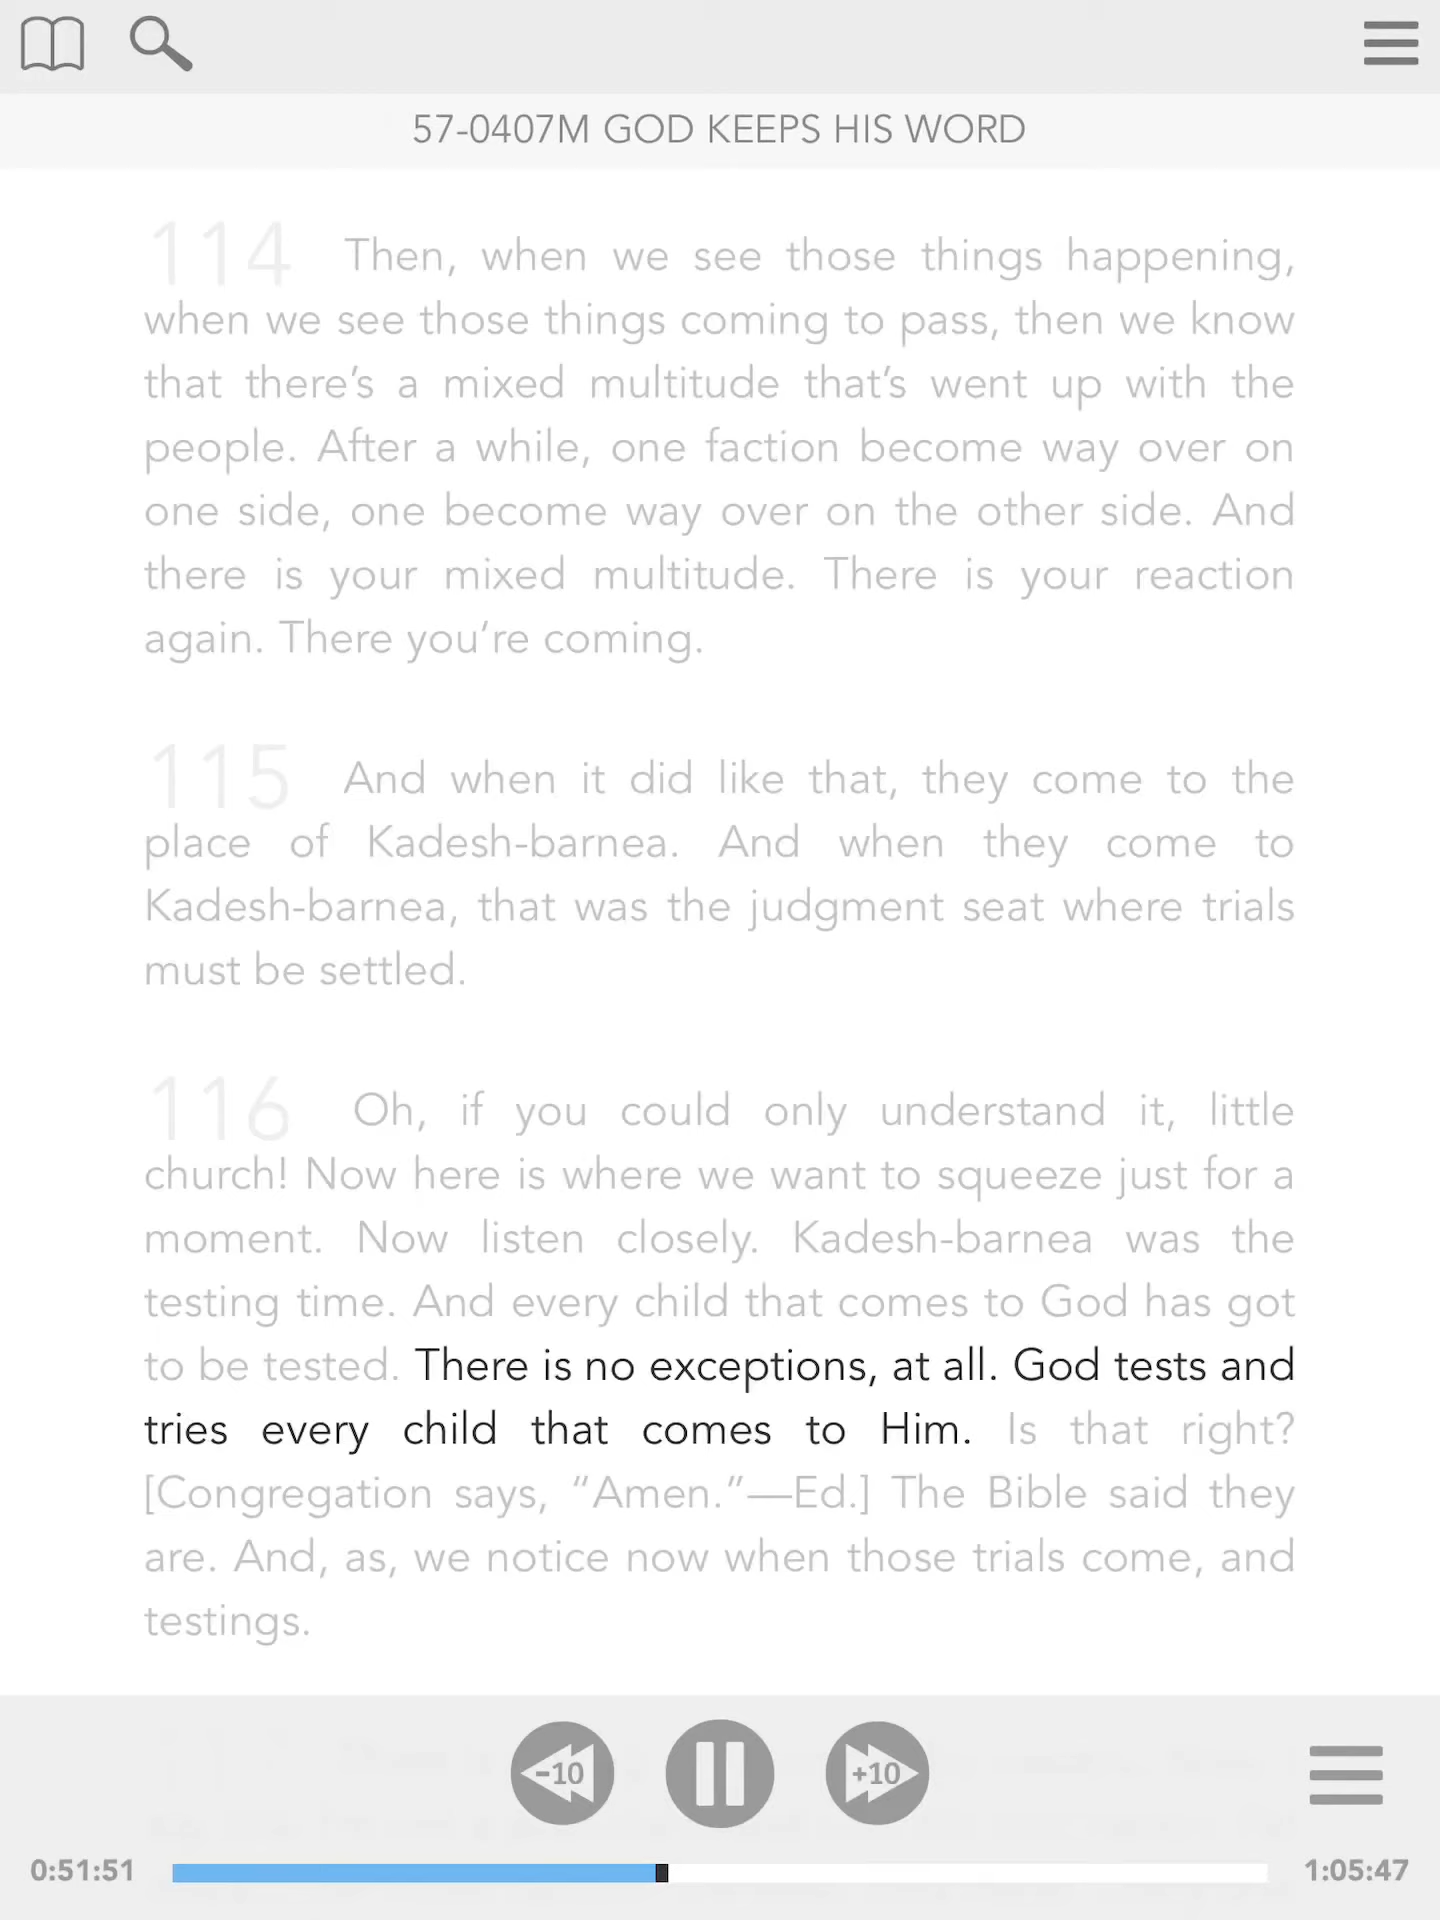 57-0407M GOD KEEPS HIS WORD
114 Then, when we see those things happening,
when we see those things coming to pass, then we know
that there’s a mixed multitude that’s went up with the
people. After a while, one faction become way over on
one side, one become way over on the other side. And
there is your mixed multitude. There is your reaction
again. There you’re coming.
115 And when it did like that, they come to the
place of Kadesh-barnea. And when they come to
Kadesh-barnea, that was the judgment seat where trials
must be settled.
116 Oh, if you could only understand it, little
church! Now here is where we want to squeeze just for a
moment. Now listen closely. Kadesh-barnea was the
testing time. And every child that comes to God has got
to be tested. There is no exceptions, at all. God tests and
tries every child that comes to Him. Is that right?
[Congregation says, “Amen.”—Ed.] The Bible said they
are. And, as, we notice now when those trials come, and
testings.
-10 +10
0:51:51 1:05:47